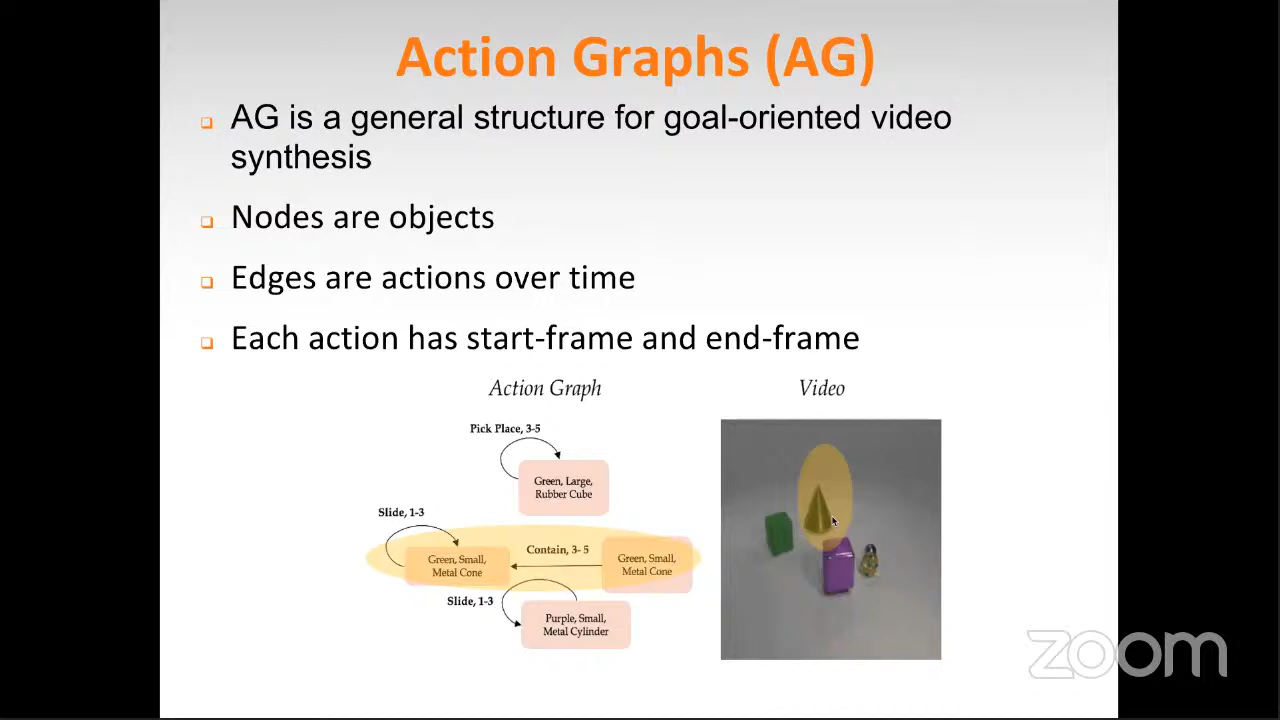 Action Graphs (AG)
AG is a general structure for goal-oriented video
synthesis
Nodes are objects
Edges are actions over time
Each action has start-frame and end-frame
Action Graph
Video
Pick Place, 3-5
Green, Large,
Rubber Cube
Slide, 1-3
Green, Small,
Metal Cone
Contain, 3- 5
Green, Small,
Metal Cone
Slide, 1-3
Purple, Small,
Metal Cylinder
zoom